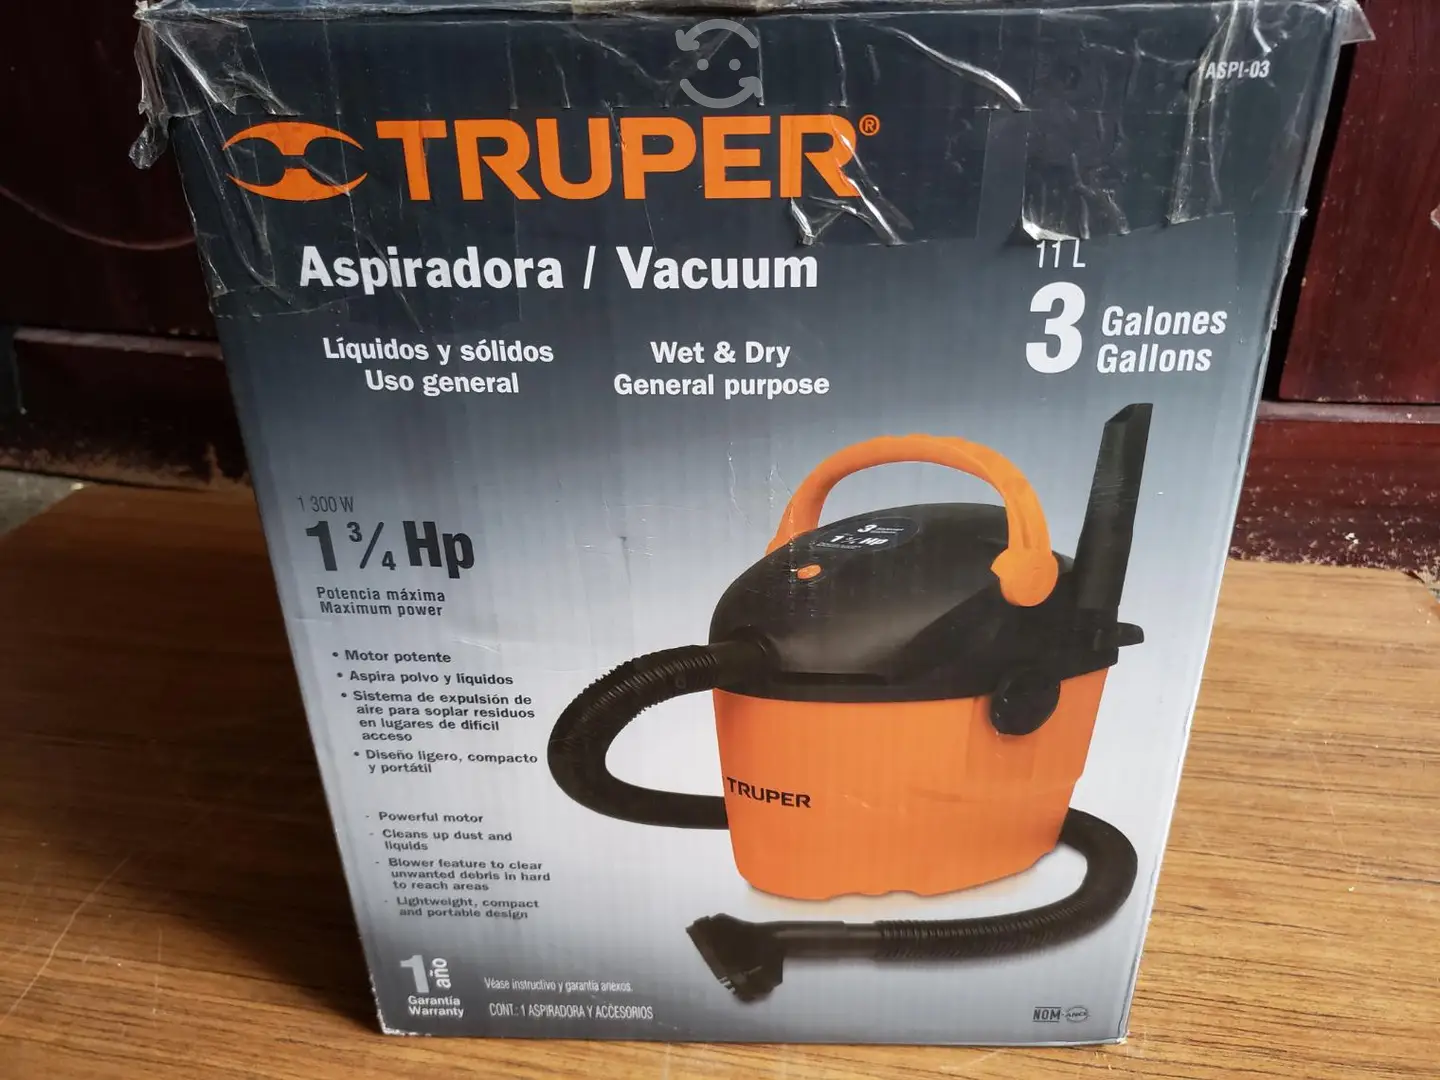 ASPI-03
TRUPER®
Aspiradora / Vacuum
11 L
3 Galones
Gallons
Líquidos y sólidos
Uso general
Wet & Dry
General purpose
1 300 W
1 3/4 Hp
Potencia máxima
Maximum power
3
1 3/4 Hp
• Motor potente
• Aspira polvo y líquidos
• Sistema de expulsión de
aire para soplar residuos
en lugares de difícil
acceso
• Diseño ligero, compacto
y portátil
TRUPER
- Powerful motor
- Cleans up dust and
liquids
- Blower feature to clear
unwanted debris in hard
to reach areas
- Lightweight, compact
and portable design
1 año
Garantía
Warranty
Véase instructivo y garantía anexos.
CONT.: 1 ASPIRADORA Y ACCESORIOS
NOM ANCE